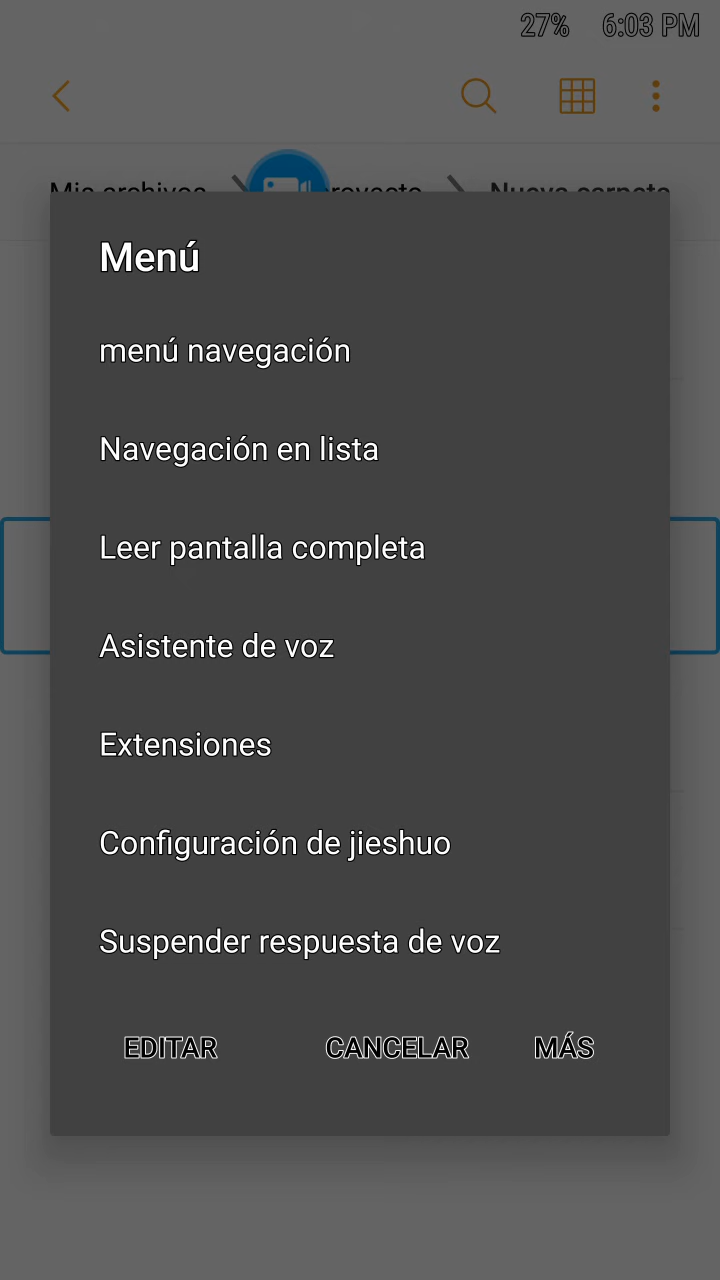 27% 6:03 PM
Menú
menú navegación
Navegación en lista
Leer pantalla completa
Asistente de voz
Extensiones
Configuración de jieshuo
Suspender respuesta de voz
EDITAR CANCELAR MÁS